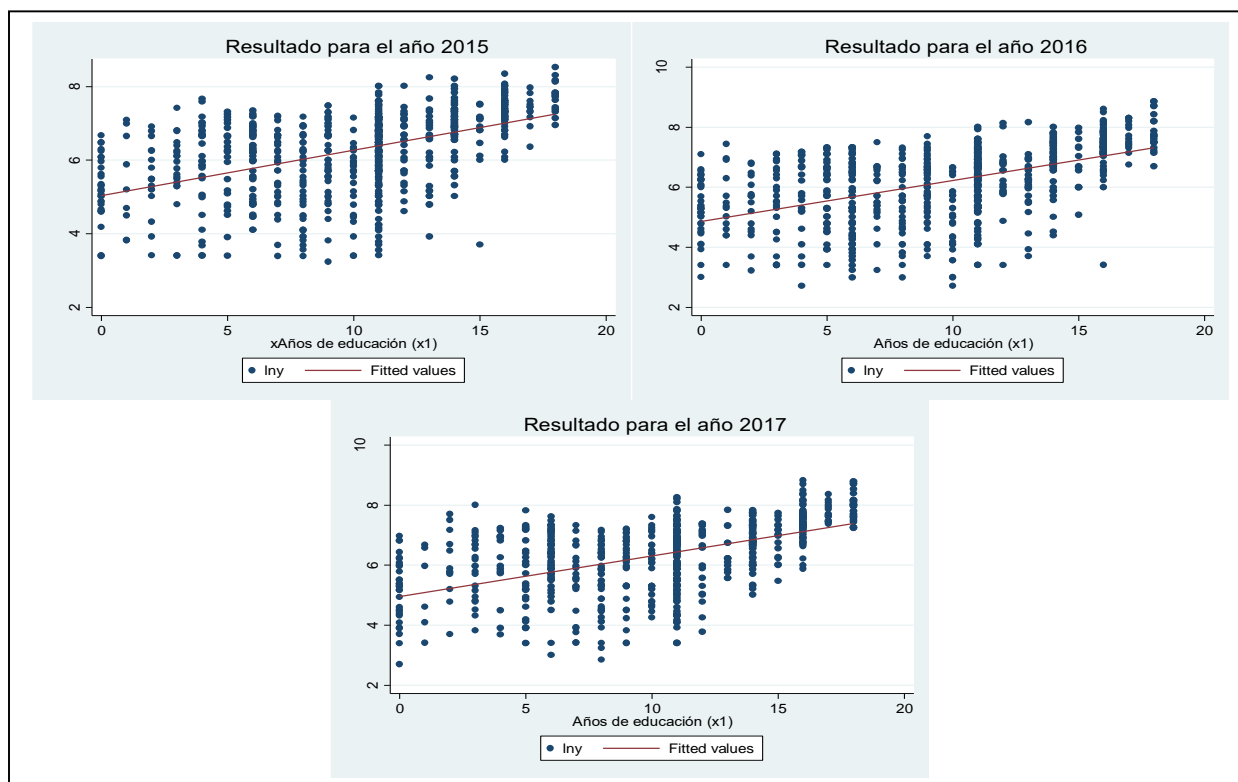 Resultado para el año 2015
8
6
4
2
0 5 10 15 20
xAños de educación (x1)
lny Fitted values
Resultado para el año 2016
10
8
6
4
2
0 5 10 15 20
Años de educación (x1)
lny Fitted values
Resultado para el año 2017
10
8
6
4
2
0 5 10 15 20
Años de educación (x1)
lny Fitted values